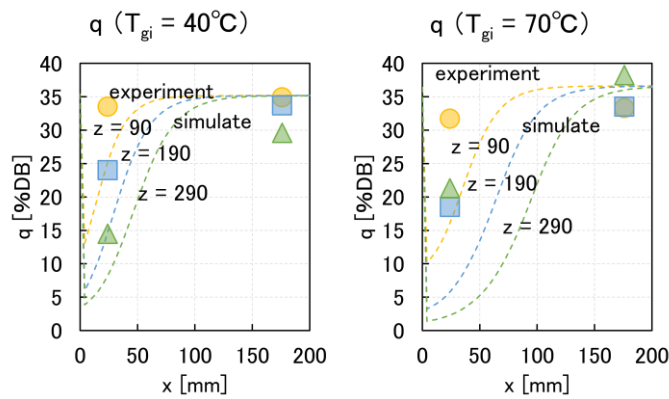 q (T_gi = 40℃)
q [%DB]
40
35
30
25
20
15
10
5
0
experiment
simulate
z = 90
z = 190
z = 290
0 50 100 150 200
x [mm]
q (T_gi = 70℃)
q [%DB]
40
35
30
25
20
15
10
5
0
experiment
simulate
z = 90
z = 190
z = 290
0 50 100 150 200
x [mm]